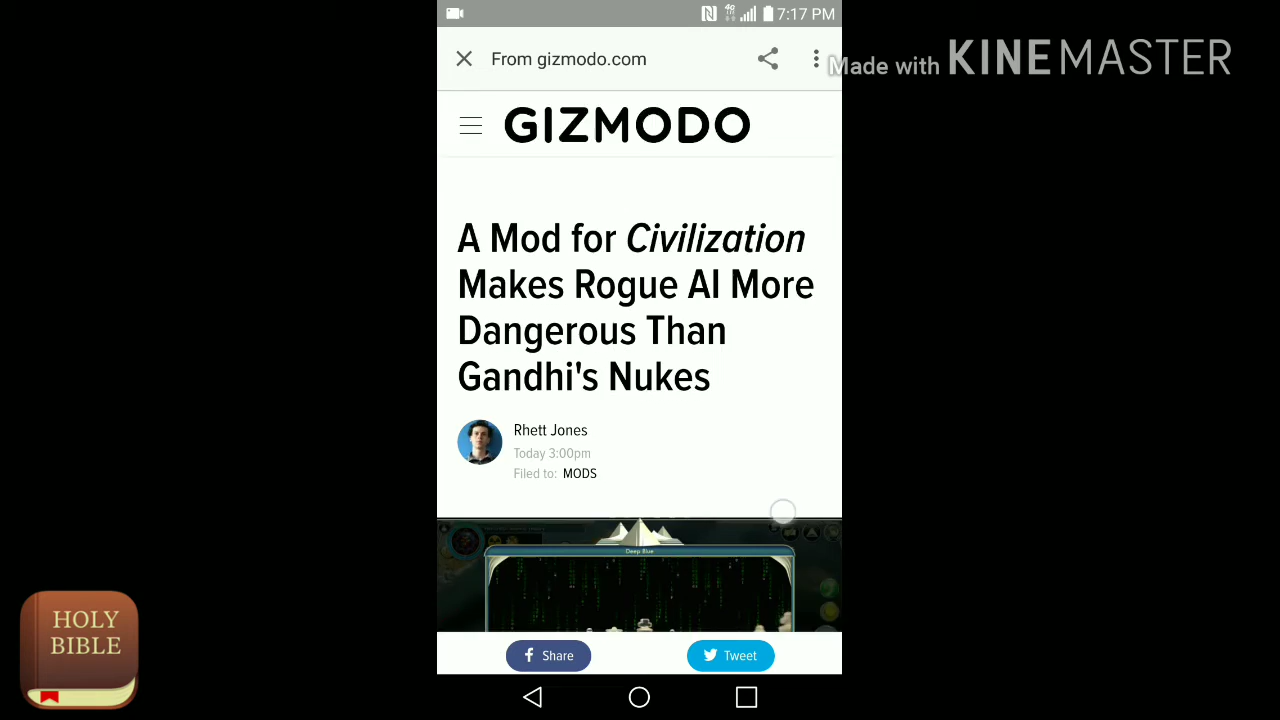 7:17 PM
From gizmodo.com
Made with KINEMASTER
GIZMODO
A Mod for Civilization
Makes Rogue AI More
Dangerous Than
Gandhi's Nukes
Rhett Jones
Today 3:00pm
Filed to: MODS
Deep Blue
HOLY
BIBLE
Share
Tweet